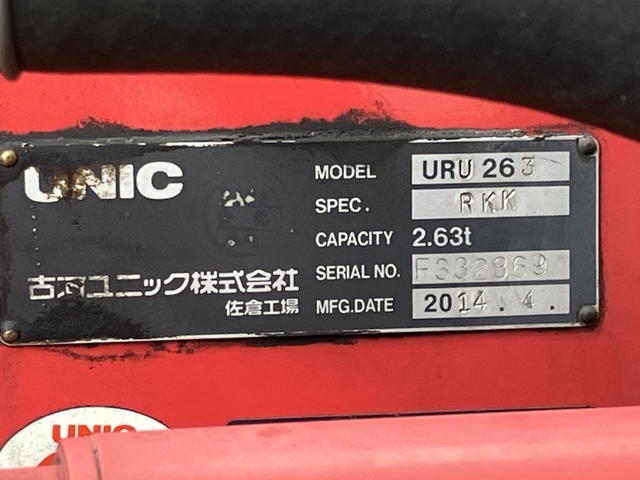 UNIC
MODEL URU 263
SPEC. RKK
CAPACITY 2.63t
SERIAL NO. F332869
MFG.DATE 2014.4.
古河ユニック株式会社
佐倉工場
UNIC